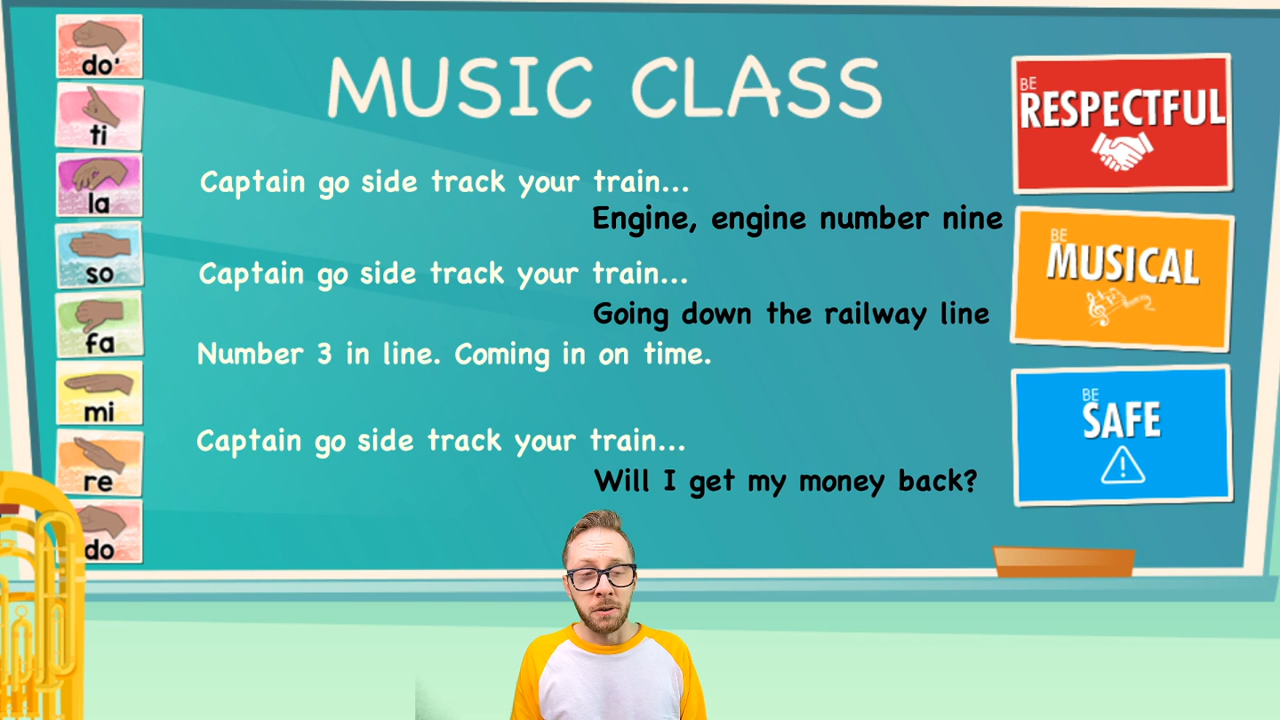 MUSIC CLASS
do'
ti
la
so
fa
mi
re
do
Captain go side track your train...
Engine, engine number nine
Captain go side track your train...
Going down the railway line
Number 3 in line. Coming in on time.
Captain go side track your train...
Will I get my money back?
BE
RESPECTFUL
BE
MUSICAL
BE
SAFE